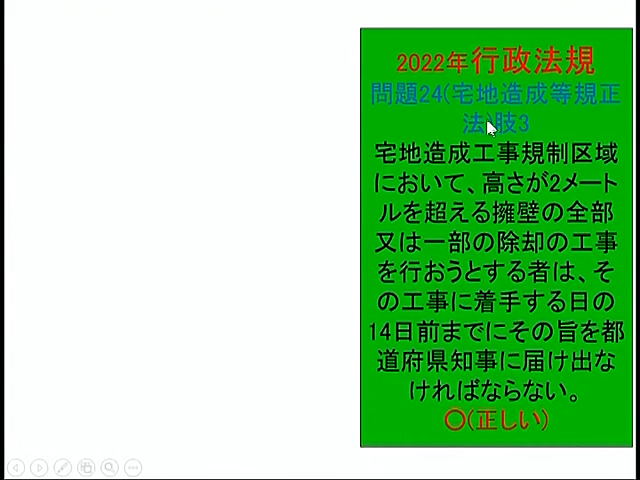 2022年行政法規
問題24(宅地造成等規正
法)肢3
宅地造成工事規制区域
において、高さが2メート
ルを超える擁壁の全部
又は一部の除却の工事
を行おうとする者は、そ
の工事に着手する日の
14日前までにその旨を都
道府県知事に届け出な
ければならない。
〇(正しい)